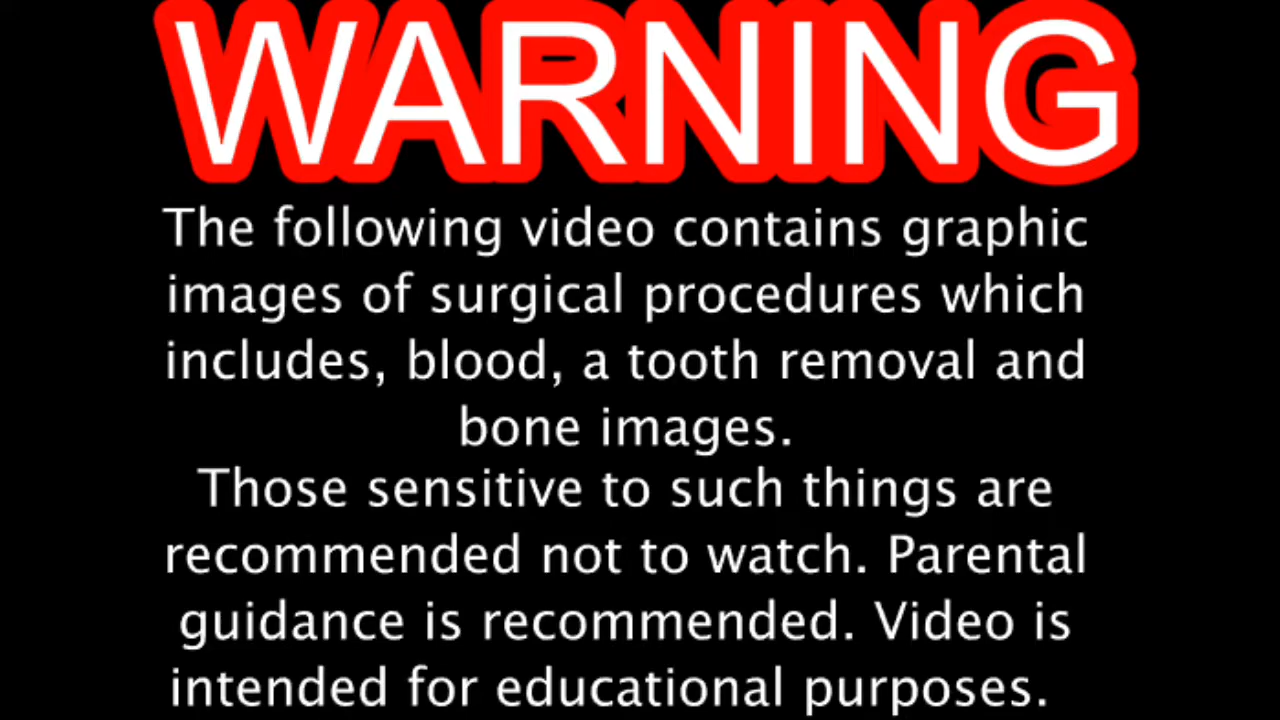 WARNING
The following video contains graphic
images of surgical procedures which
includes, blood, a tooth removal and
bone images.
Those sensitive to such things are
recommended not to watch. Parental
guidance is recommended. Video is
intended for educational purposes.